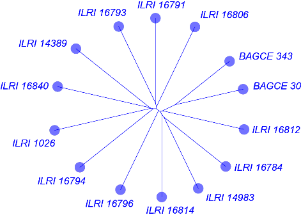 ILRI 16791
ILRI 16793
ILRI 16806
ILRI 14389
BAGCE 343
ILRI 16840
BAGCE 30
ILRI 1026
ILRI 16812
ILRI 16794
ILRI 16784
ILRI 16796
ILRI 14983
ILRI 16814